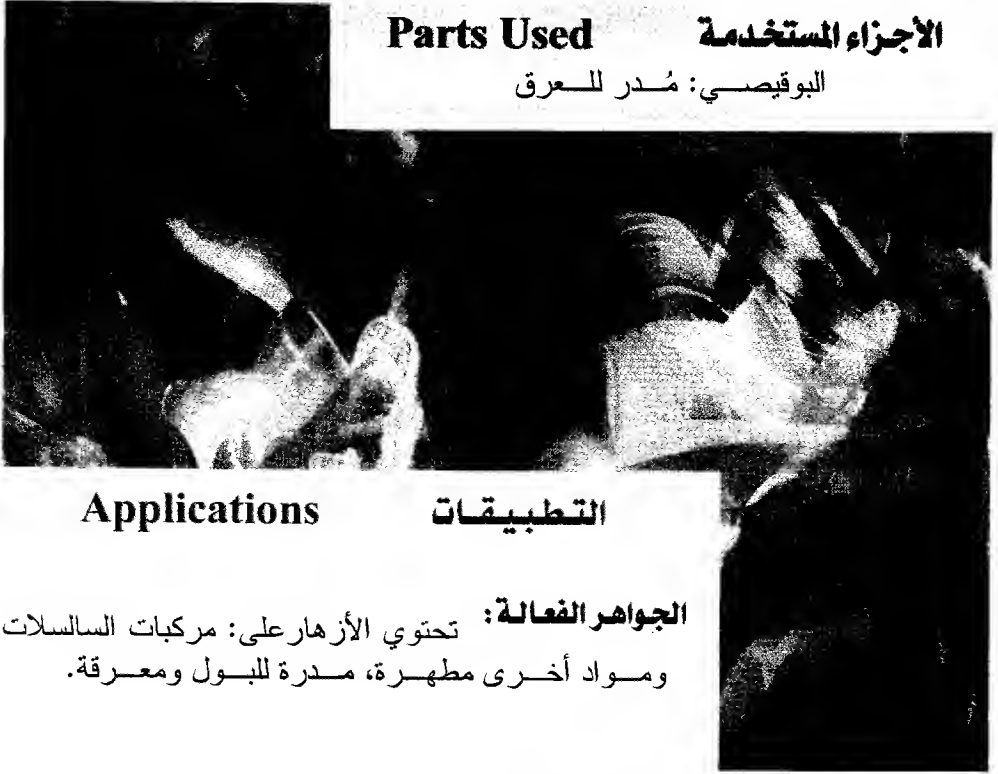 الأجزاء المستخدمة Parts Used
البوقيصي: مُدر للعرق
التطبيقات Applications
الجواهر الفعالة: تحتوي الأزهار على: مركبات السالسلات
ومواد أخرى مطهرة، مدرة للبول ومعرقة.